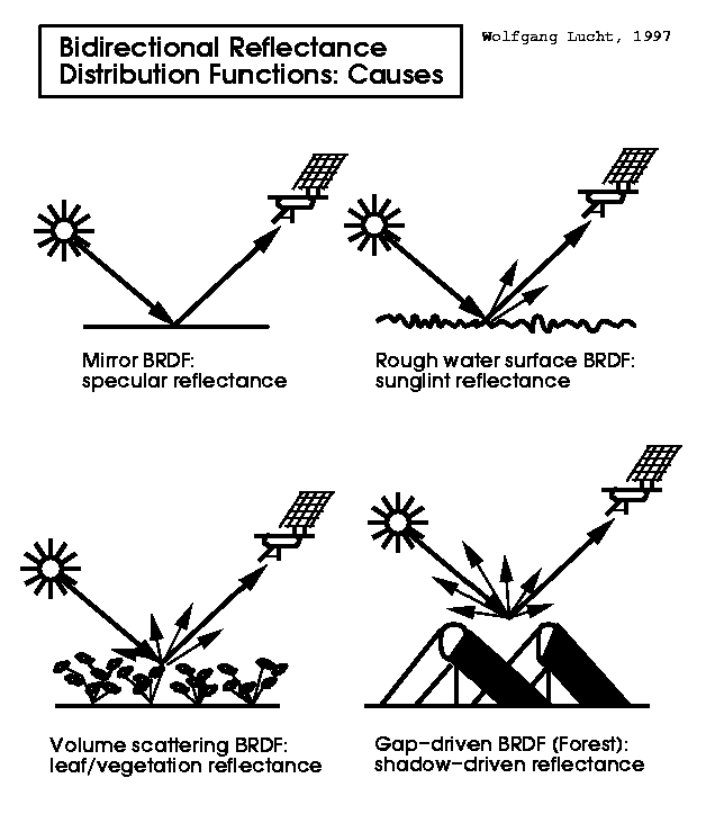 Bidirectional Reflectance
Distribution Functions: Causes
Wolfgang Lucht, 1997
Mirror BRDF:
specular reflectance
Rough water surface BRDF:
sunglint reflectance
Volume scattering BRDF:
leaf/vegetation reflectance
Gap-driven BRDF (Forest):
shadow-driven reflectance